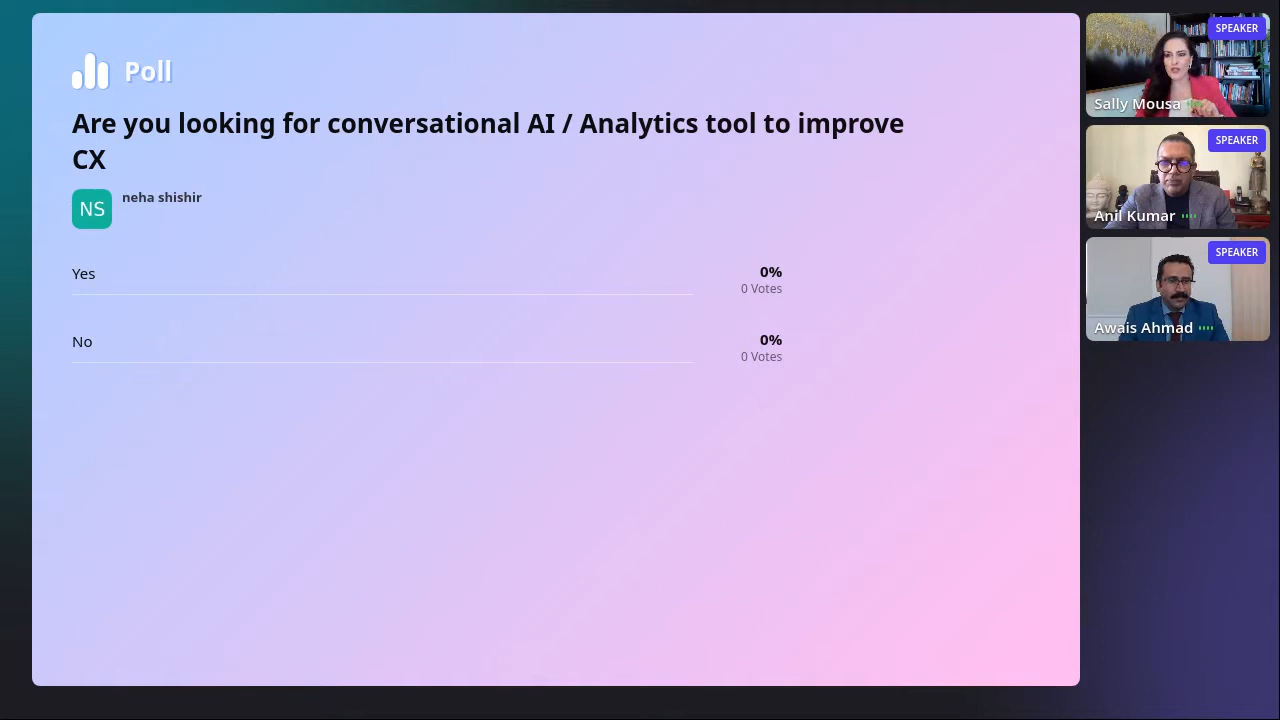 Poll
Are you looking for conversational AI / Analytics tool to improve
CX
NS
neha shishir
Yes
0%
0 Votes
No
0%
0 Votes
SPEAKER
Sally Mousa
SPEAKER
Anil Kumar
SPEAKER
Awais Ahmad